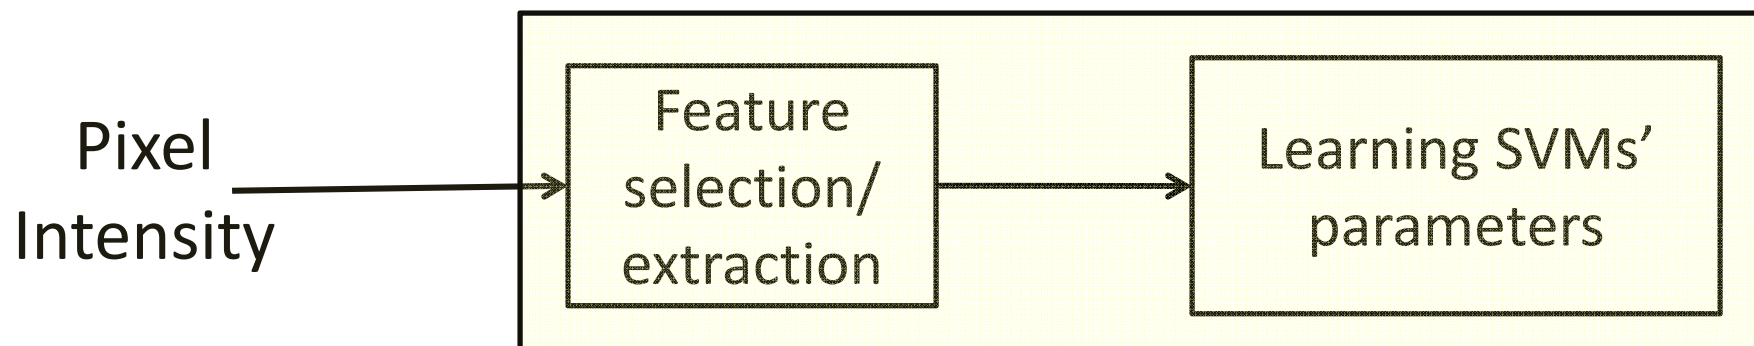 Pixel
Intensity
Feature
selection/
extraction
Learning SVMs’
parameters